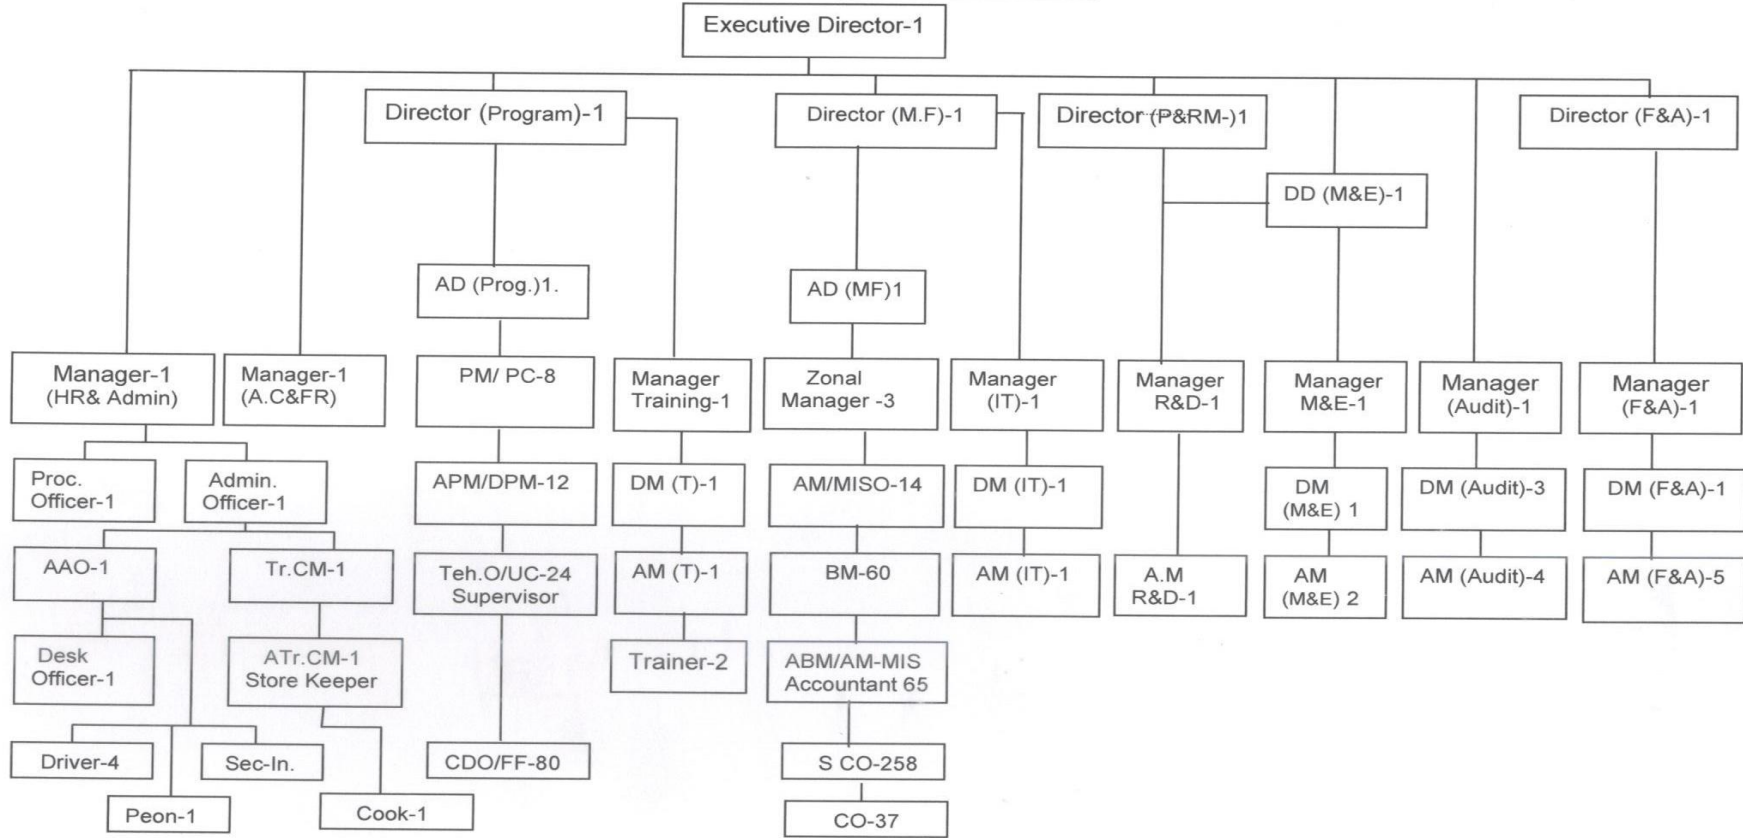 Executive Director-1
Director (Program)-1
Director (M.F)-1
Director (P&RM-)1
Director (F&A)-1
DD (M&E)-1
AD (Prog.)1.
AD (MF)1
Manager-1
(HR& Admin)
Manager-1
(A.C&FR)
PM/ PC-8
Manager
Training-1
Zonal
Manager -3
Manager
(IT)-1
Manager
R&D-1
Manager
M&E-1
Manager
(Audit)-1
Manager
(F&A)-1
Proc.
Officer-1
Admin.
Officer-1
APM/DPM-12
DM (T)-1
AM/MISO-14
DM (IT)-1
DM
(M&E) 1
DM (Audit)-3
DM (F&A)-1
AAO-1
Tr.CM-1
Teh.O/UC-24
Supervisor
AM (T)-1
BM-60
AM (IT)-1
A.M
R&D-1
AM
(M&E) 2
AM (Audit)-4
AM (F&A)-5
Desk
Officer-1
ATr.CM-1
Store Keeper
Trainer-2
ABM/AM-MIS
Accountant 65
Driver-4
Sec-In.
CDO/FF-80
S CO-258
Peon-1
Cook-1
CO-37